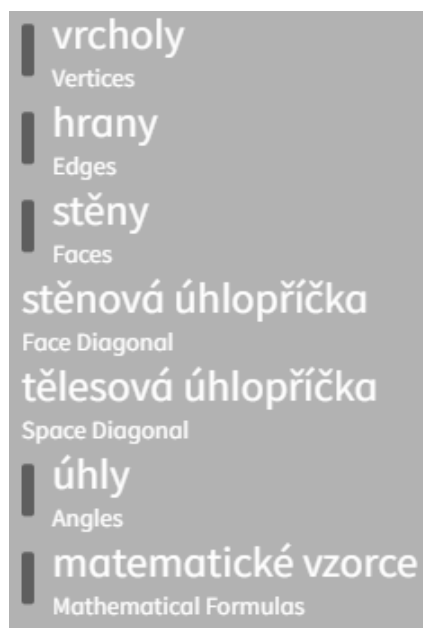 vrcholy
Vertices
hrany
Edges
stěny
Faces
stěnová úhlopříčka
Face Diagonal
tělesová úhlopříčka
Space Diagonal
úhly
Angles
matematické vzorce
Mathematical Formulas